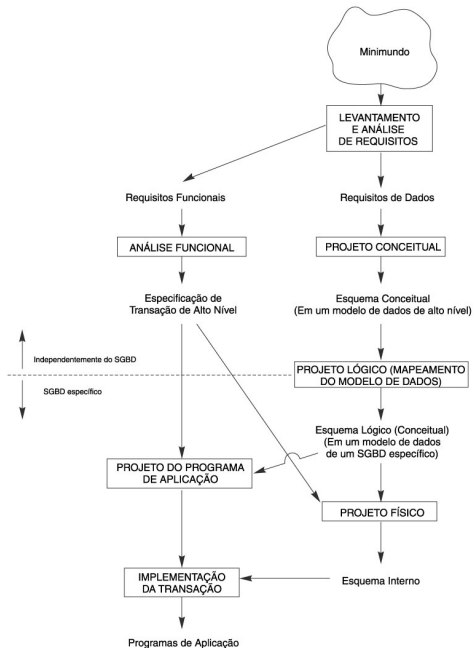 Minimundo
LEVANTAMENTO
E ANÁLISE
DE REQUISITOS
Requisitos Funcionais
Requisitos de Dados
ANÁLISE FUNCIONAL
PROJETO CONCEITUAL
Especificação de
Transação de Alto Nível
Esquema Conceitual
(Em um modelo de dados de alto nível)
Independentemente do SGBD
SGBD específico
PROJETO LÓGICO (MAPEAMENTO
DO MODELO DE DADOS)
Esquema Lógico (Conceitual)
(Em um modelo de dados
de um SGBD específico)
PROJETO DO PROGRAMA
DE APLICAÇÃO
PROJETO FÍSICO
IMPLEMENTAÇÃO
DA TRANSAÇÃO
Esquema Interno
Programas de Aplicação